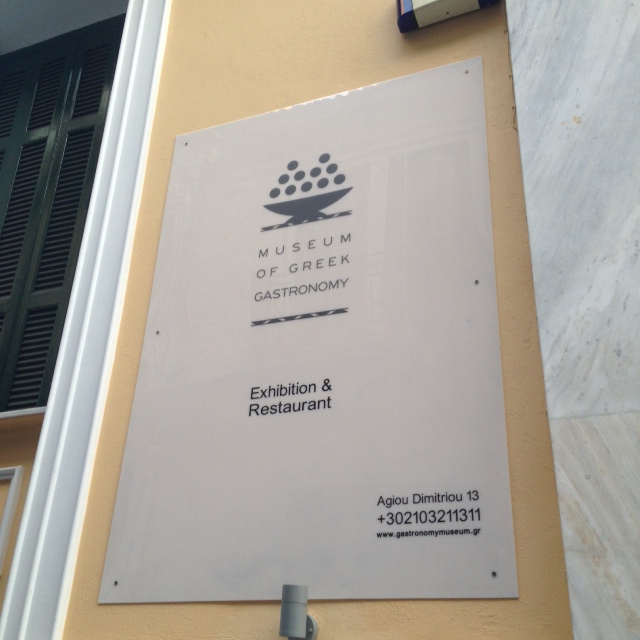 MUSEUM
OF GREEK
GASTRONOMY
Exhibition &
Restaurant
Agiou Dimitriou 13
+302103211311
www.gastronomymuseum.gr